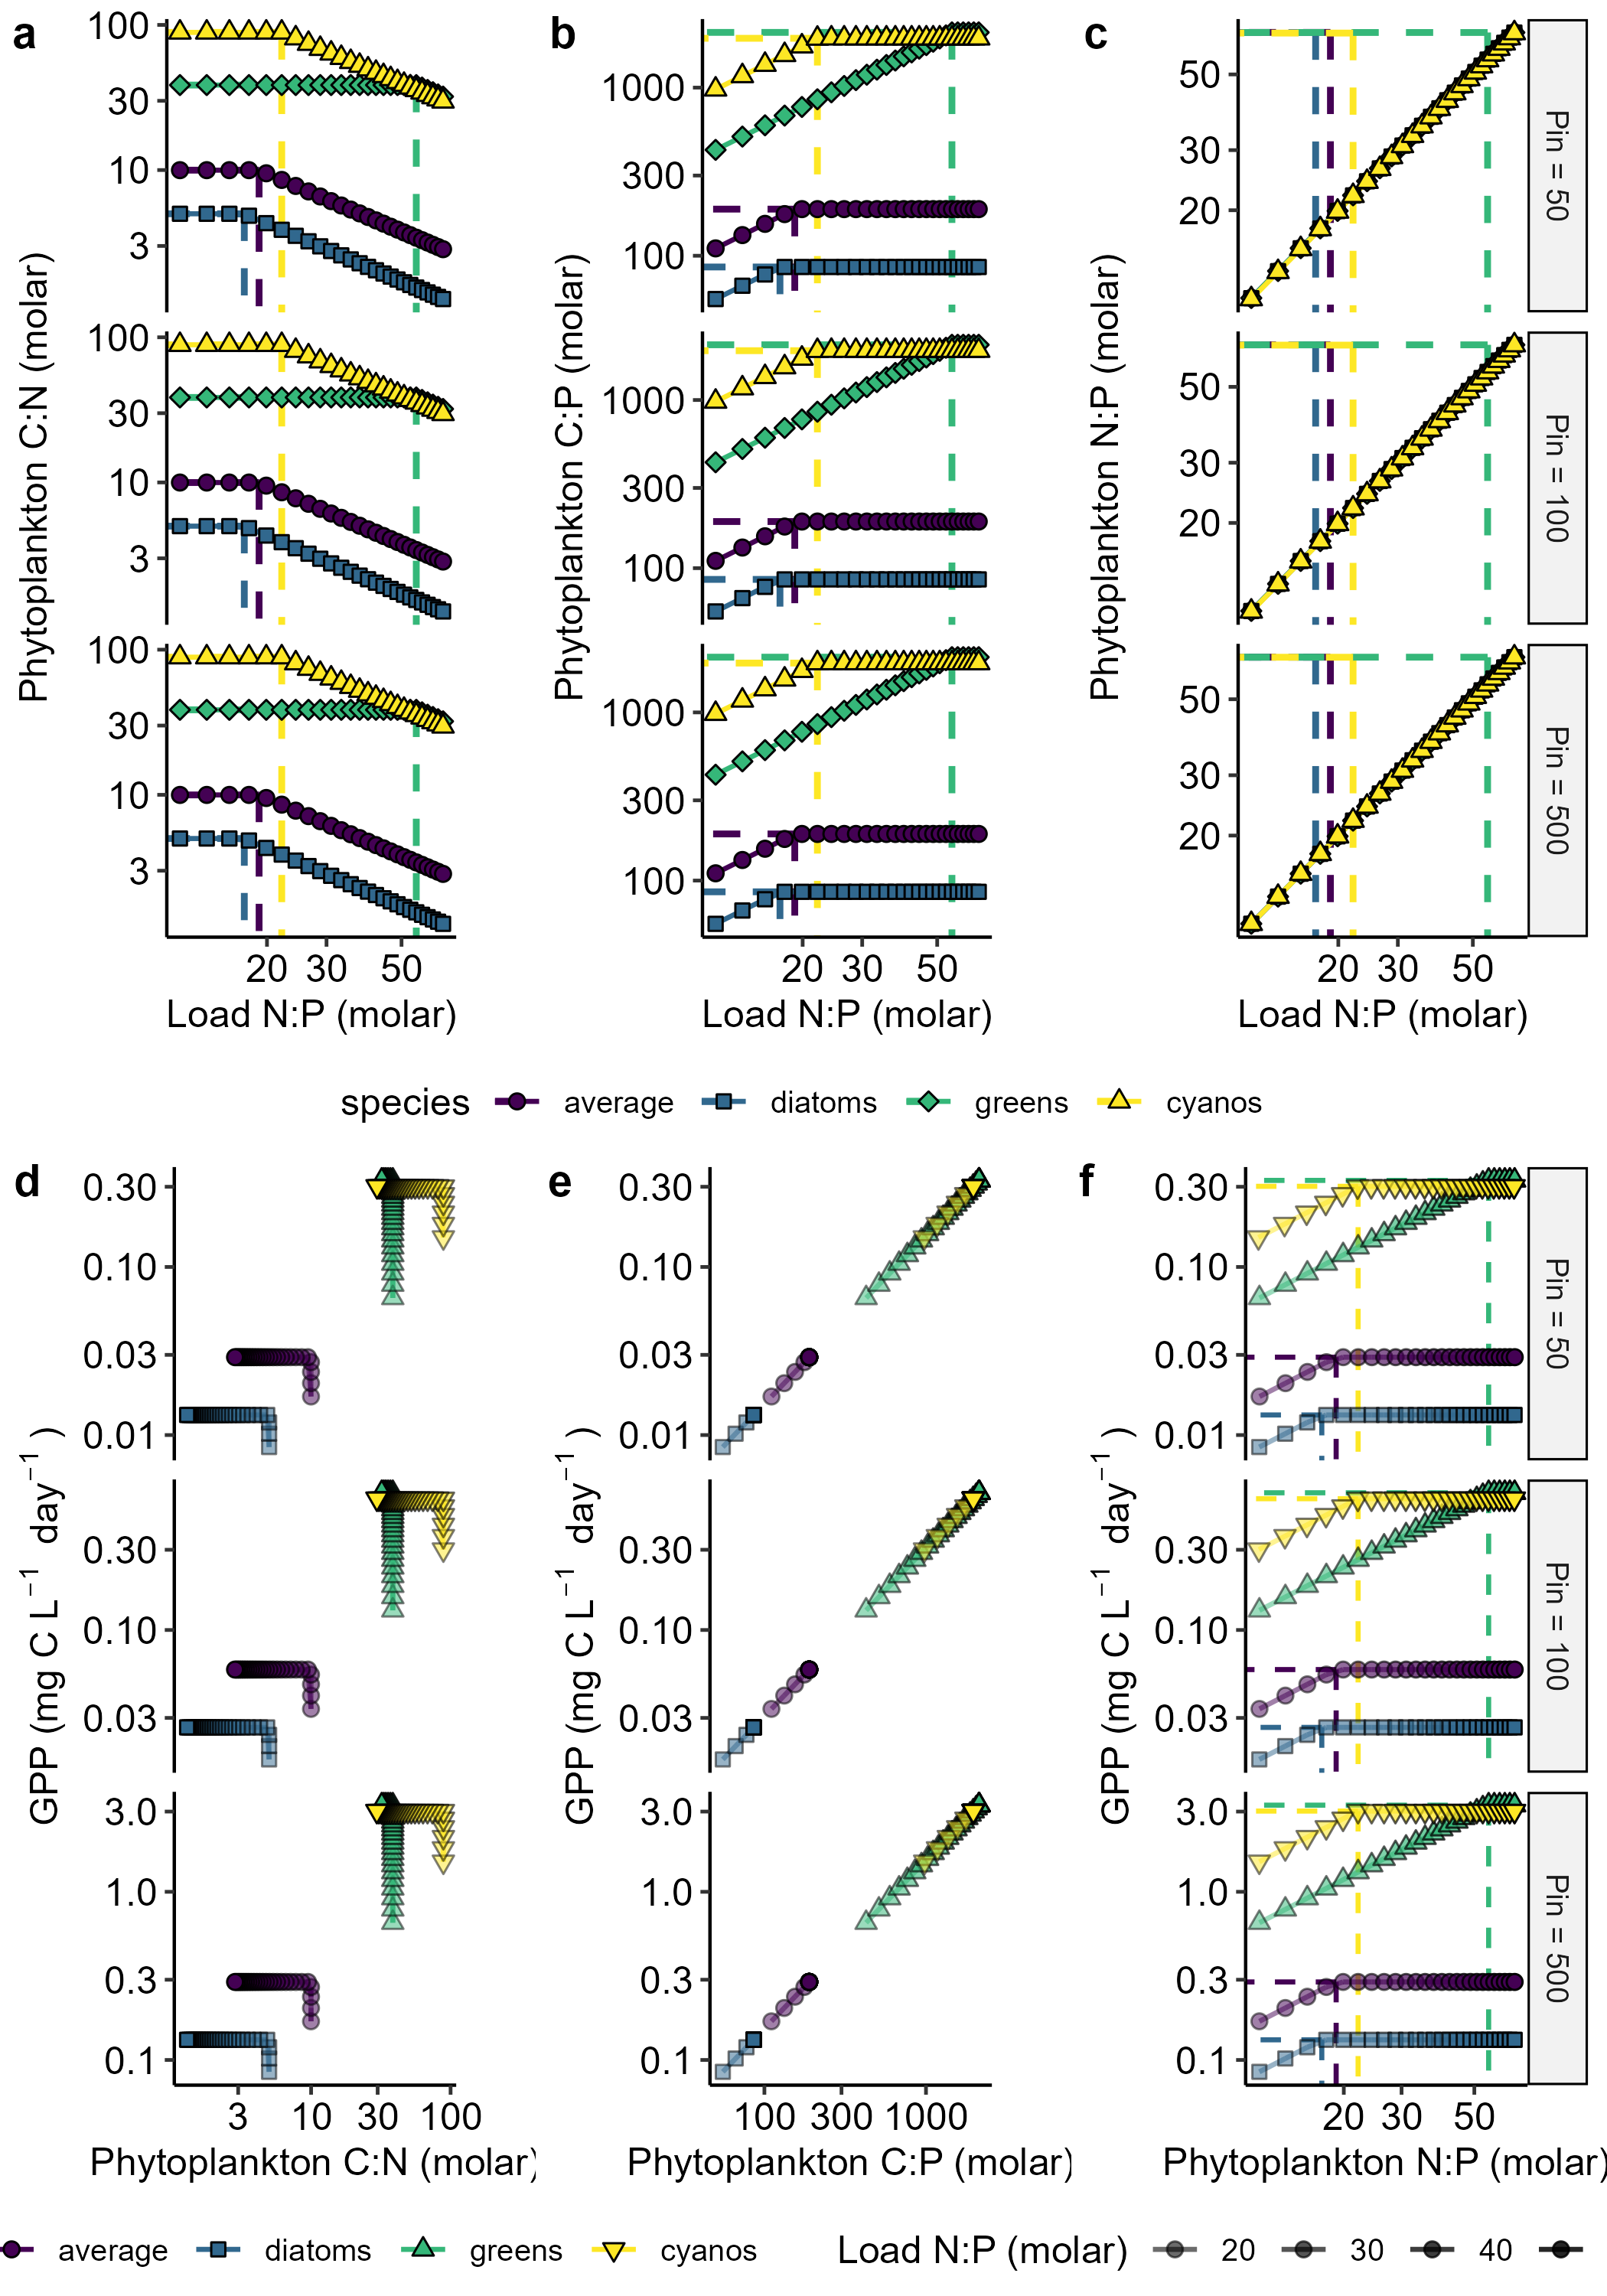 a
b
c
100
30
10
3
100
30
10
3
100
30
10
3
Phytoplankton C:N (molar)
20 30 50
Load N:P (molar)
1000
300
100
1000
300
100
1000
300
100
Phytoplankton C:P (molar)
20 30 50
Load N:P (molar)
50
30
20
50
30
20
50
30
20
Phytoplankton N:P (molar)
20 30 50
Load N:P (molar)
Pin = 50
Pin = 100
Pin = 500
species average diatoms greens cyanos
d
e
f
0.30
0.10
0.03
0.01
0.30
0.10
0.03
3.0
1.0
0.3
0.1
GPP (mg C L⁻¹ day⁻¹ )
3 10 30 100
Phytoplankton C:N (molar)
0.30
0.10
0.03
0.01
0.30
0.10
0.03
3.0
1.0
0.3
0.1
GPP (mg C L⁻¹ day⁻¹ )
100 300 1000
Phytoplankton C:P (molar)
0.30
0.10
0.03
0.01
0.30
0.10
0.03
3.0
1.0
0.3
0.1
GPP (mg C L⁻¹ day⁻¹ )
20 30 50
Phytoplankton N:P (molar)
Pin = 50
Pin = 100
Pin = 500
average diatoms greens cyanos Load N:P (molar) 20 30 40